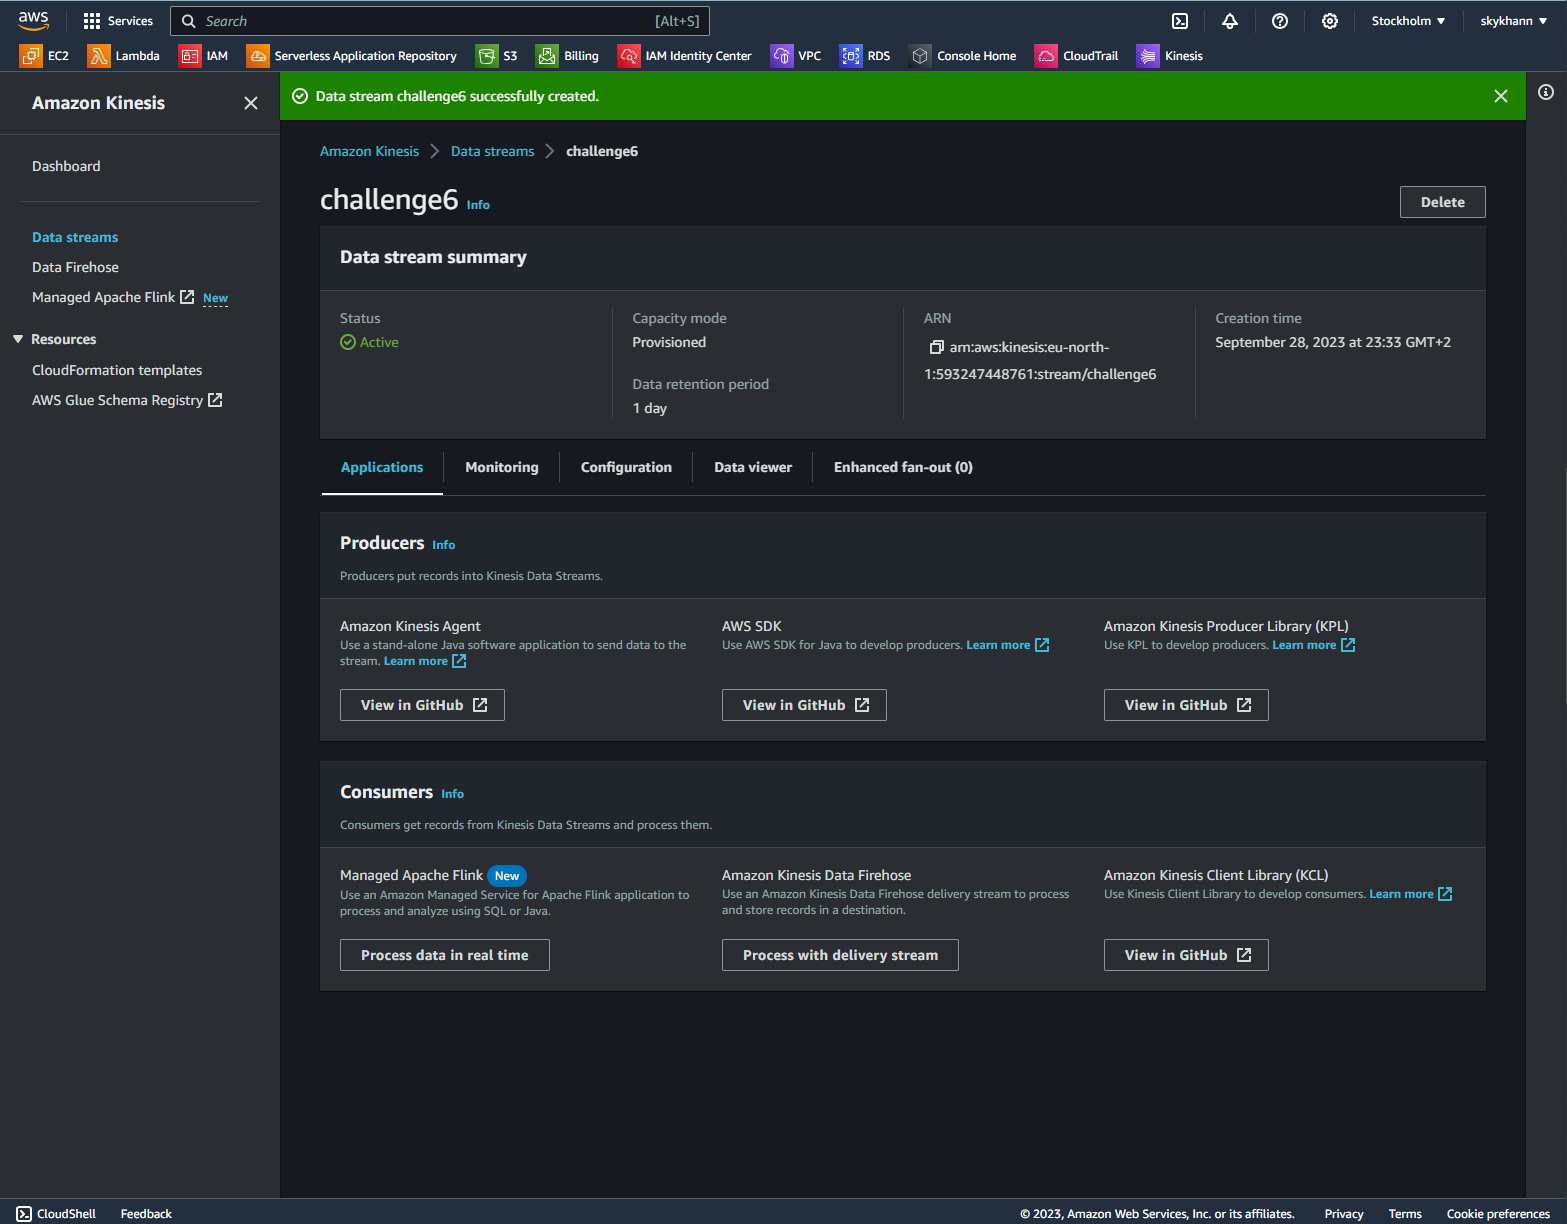 aws
Services
Search
[Alt+S]
Stockholm
skykhann
EC2
Lambda
IAM
Serverless Application Repository
S3
Billing
IAM Identity Center
VPC
RDS
Console Home
CloudTrail
Kinesis
Amazon Kinesis
Dashboard
Data streams
Data Firehose
Managed Apache Flink New
Resources
CloudFormation templates
AWS Glue Schema Registry
Data stream challenge6 successfully created.
Amazon Kinesis
Data streams
challenge6
challenge6 Info
Delete
Data stream summary
Status
Active
Capacity mode
Provisioned
Data retention period
1 day
ARN
arn:aws:kinesis:eu-north-
1:593247448761:stream/challenge6
Creation time
September 28, 2023 at 23:33 GMT+2
Applications
Monitoring
Configuration
Data viewer
Enhanced fan-out (0)
Producers Info
Producers put records into Kinesis Data Streams.
Amazon Kinesis Agent
Use a stand-alone Java software application to send data to the
stream. Learn more
View in GitHub
AWS SDK
Use AWS SDK for Java to develop producers. Learn more
View in GitHub
Amazon Kinesis Producer Library (KPL)
Use KPL to develop producers. Learn more
View in GitHub
Consumers Info
Consumers get records from Kinesis Data Streams and process them.
Managed Apache Flink New
Use an Amazon Managed Service for Apache Flink application to
process and analyze using SQL or Java.
Process data in real time
Amazon Kinesis Data Firehose
Use an Amazon Kinesis Data Firehose delivery stream to process
and store records in a destination.
Process with delivery stream
Amazon Kinesis Client Library (KCL)
Use Kinesis Client Library to develop consumers. Learn more
View in GitHub
CloudShell
Feedback
© 2023, Amazon Web Services, Inc. or its affiliates.
Privacy
Terms
Cookie preferences